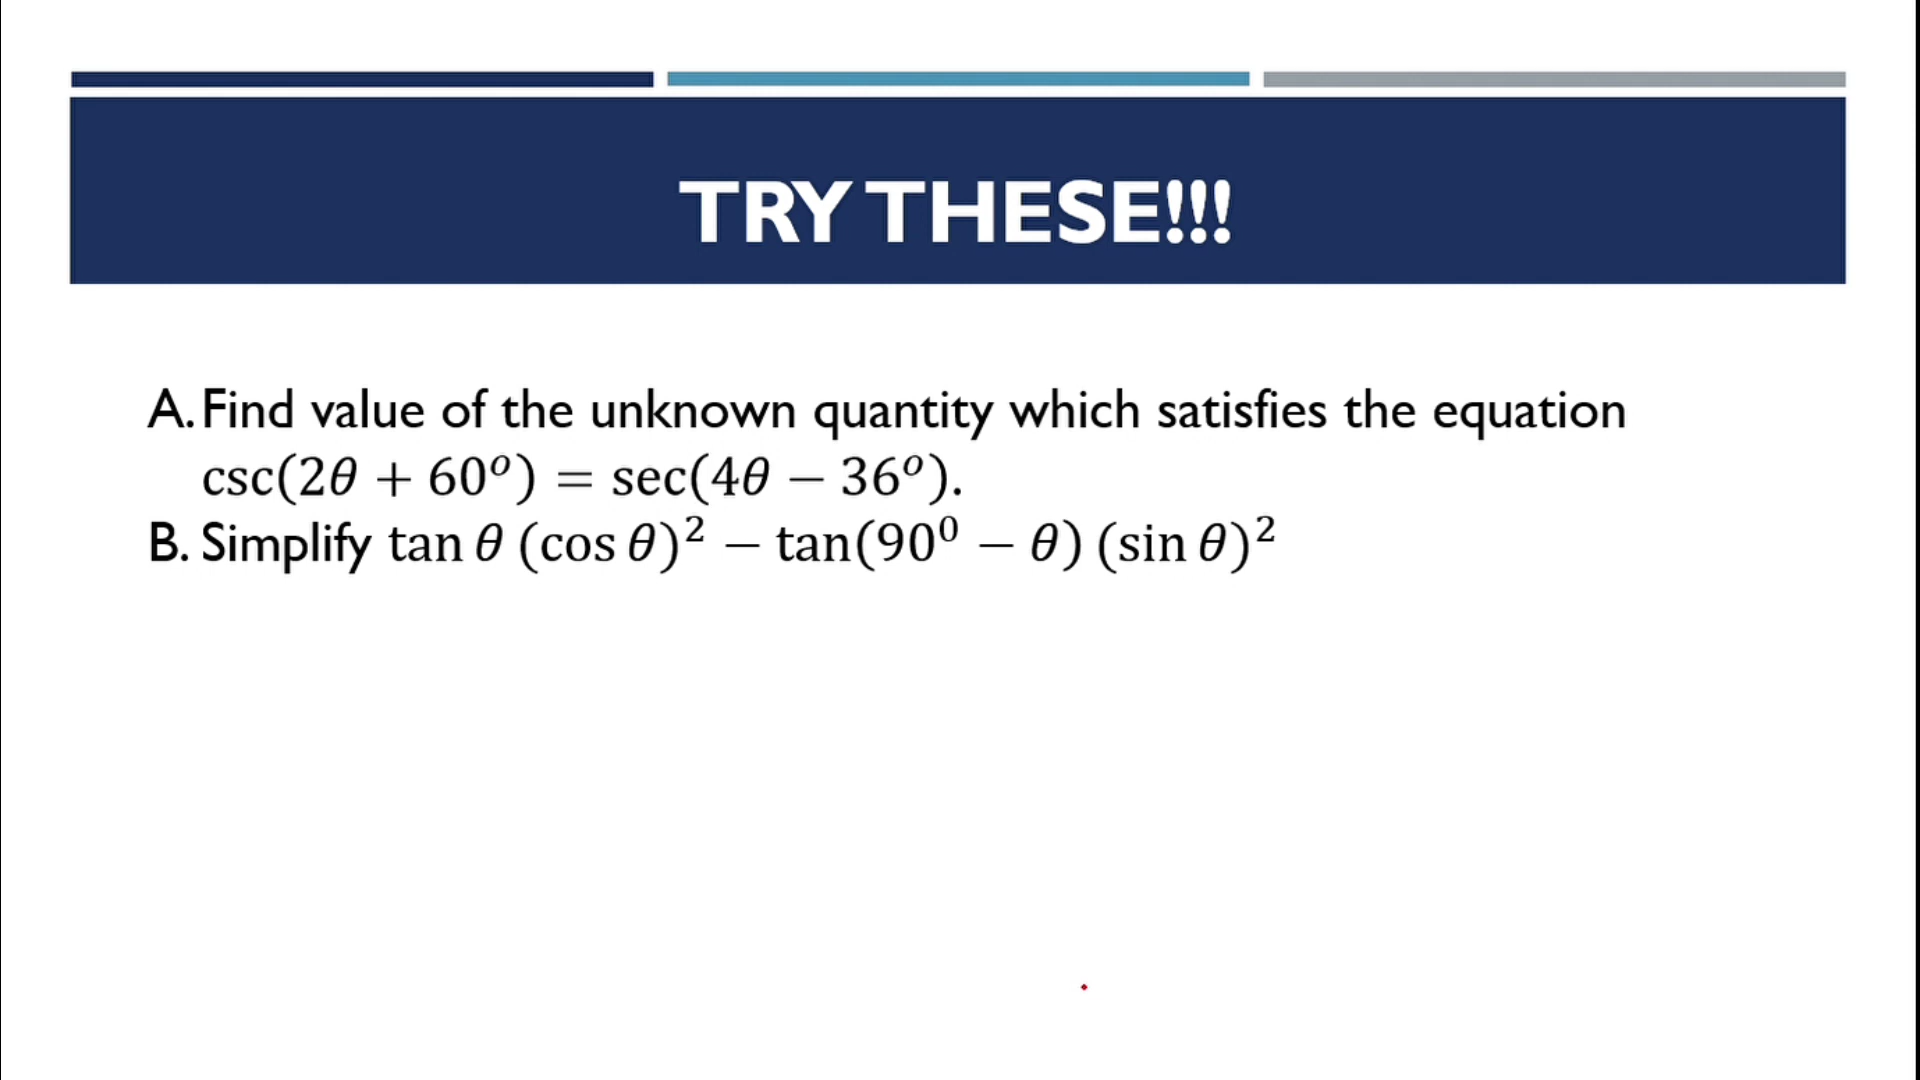 TRY THESE!!!
A. Find value of the unknown quantity which satisfies the equation
csc(2θ + 60°) = sec(4θ − 36°).
B. Simplify tan θ (cos θ)² − tan(90⁰ − θ) (sin θ)²